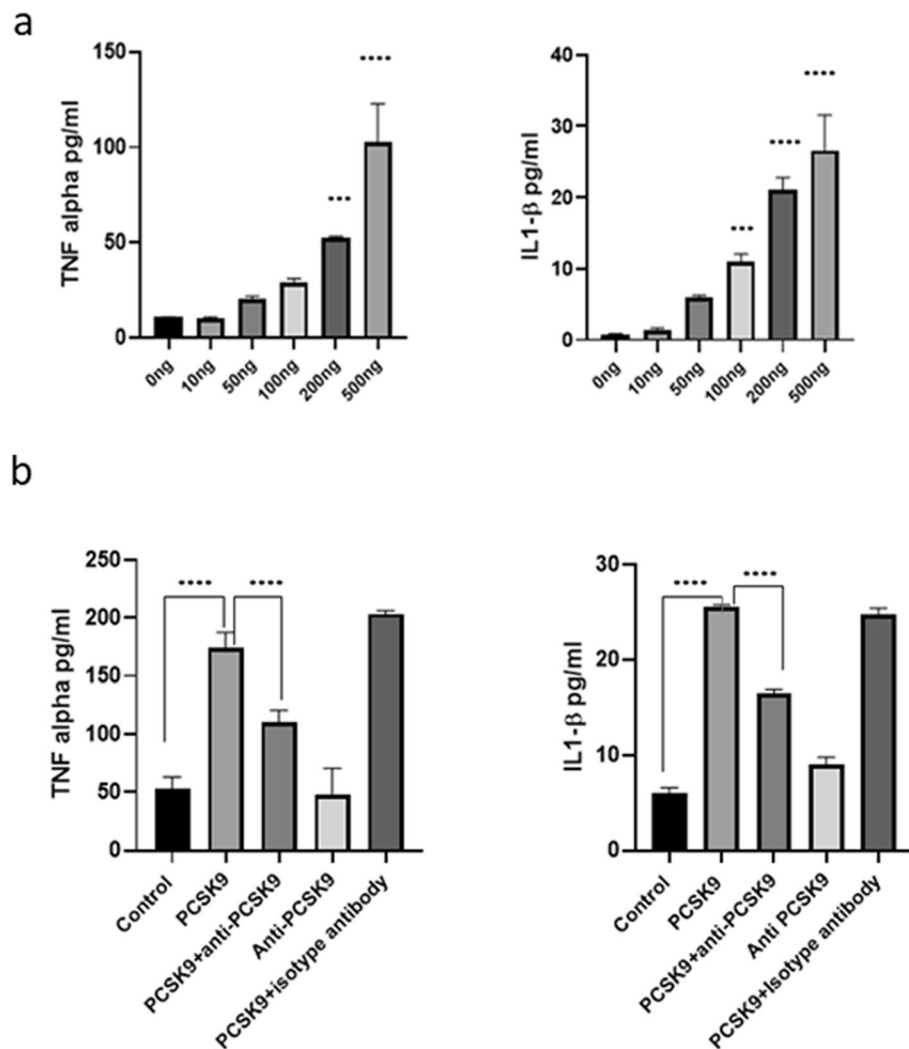 a
TNF alpha pg/ml
150
100
50
0
••••
•••
0ng
10ng
50ng
100ng
200ng
500ng
IL1-β pg/ml
40
30
20
10
0
••••
••••
•••
0ng
10ng
50ng
100ng
200ng
500ng
b
TNF alpha pg/ml
250
200
150
100
50
0
•••• ••••
Control
PCSK9
PCSK9+anti-PCSK9
Anti-PCSK9
PCSK9+isotype antibody
IL1-β pg/ml
30
20
10
0
•••• ••••
Control
PCSK9
PCSK9+anti-PCSK9
Anti PCSK9
PCSK9+Isotype antibody